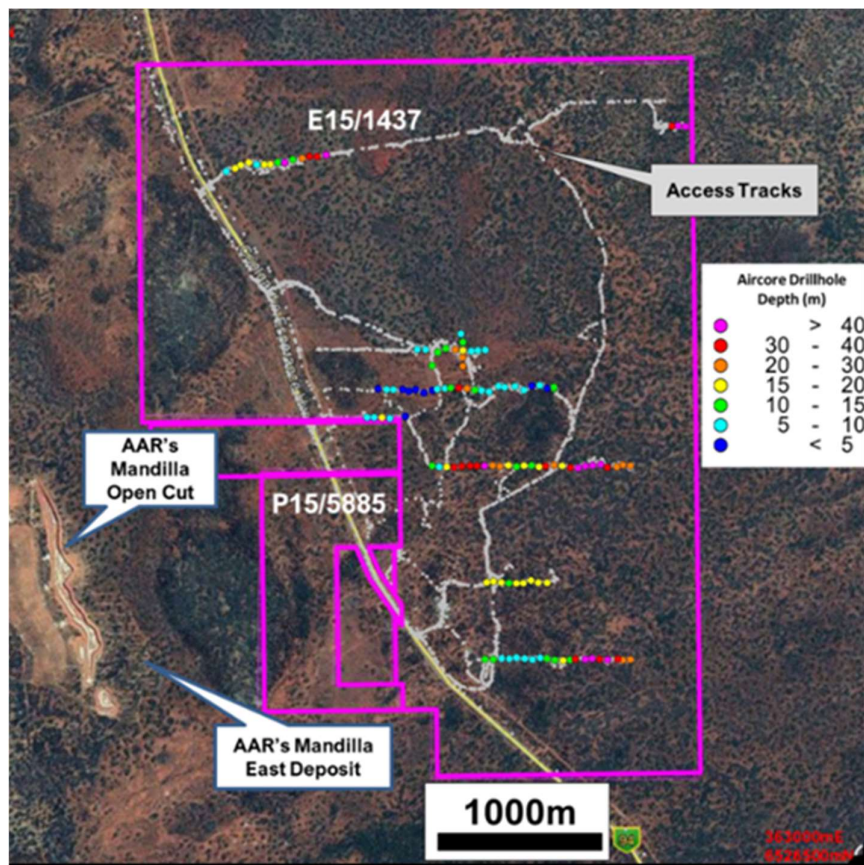 E15/1437
Access Tracks
Aircore Drillhole
Depth (m)
> 40
30 - 40
20 - 30
15 - 20
10 - 15
5 - 10
< 5
AAR's
Mandilla
Open Cut
P15/5885
AAR's Mandilla
East Deposit
1000m
363000mE
6526500mN